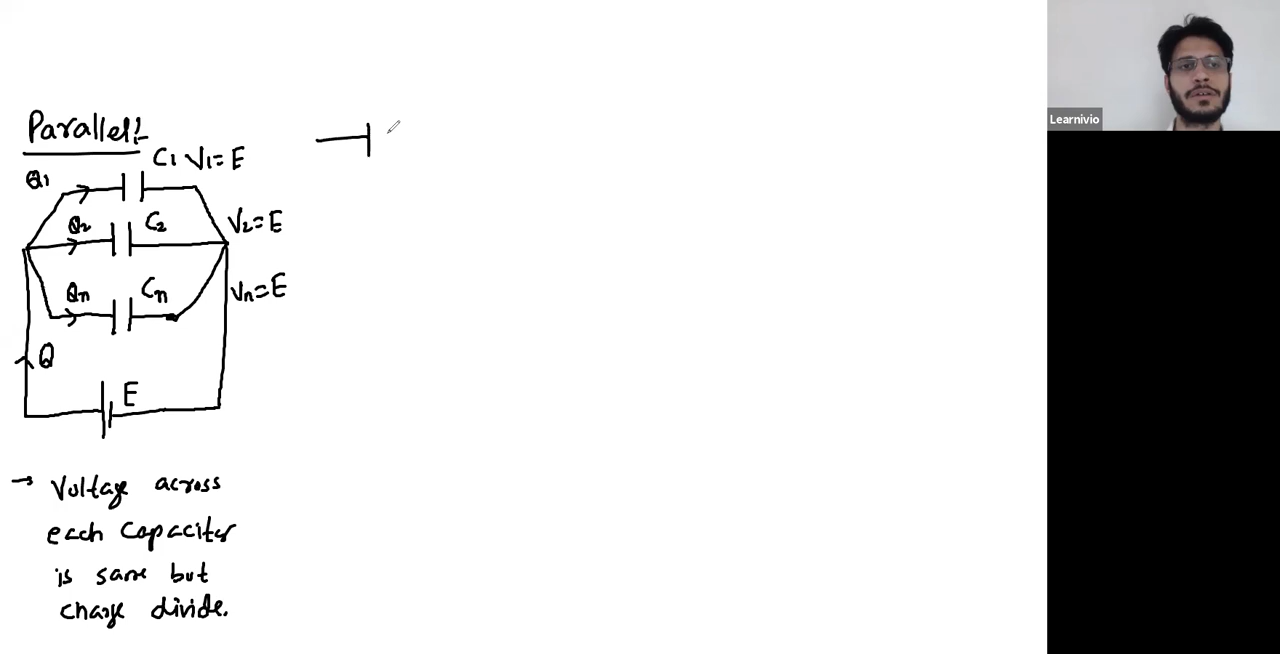 Parallel:-
C1 V1=E
Q1
Q2 C2 V2=E
Qn Cn Vn=E
Q
E
→ Voltage across
each capacitor
is same but
charge divide.
Learnivio